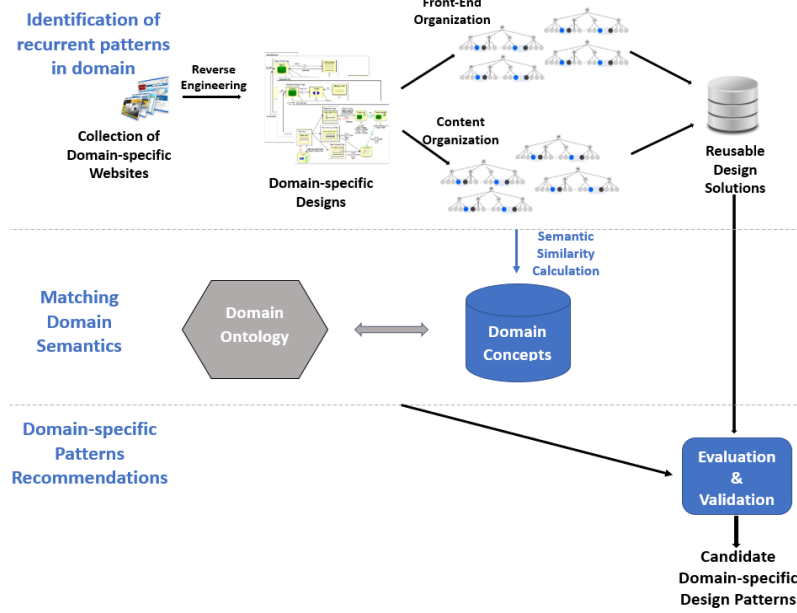 Identification of
recurrent patterns
in domain
Collection of
Domain-specific
Websites
Reverse
Engineering
Domain-specific
Designs
Front-End
Organization
Content
Organization
Reusable
Design
Solutions
Semantic
Similarity
Calculation
Matching
Domain
Semantics
Domain
Ontology
Domain
Concepts
Domain-specific
Patterns
Recommendations
Evaluation
&
Validation
Candidate
Domain-specific
Design Patterns